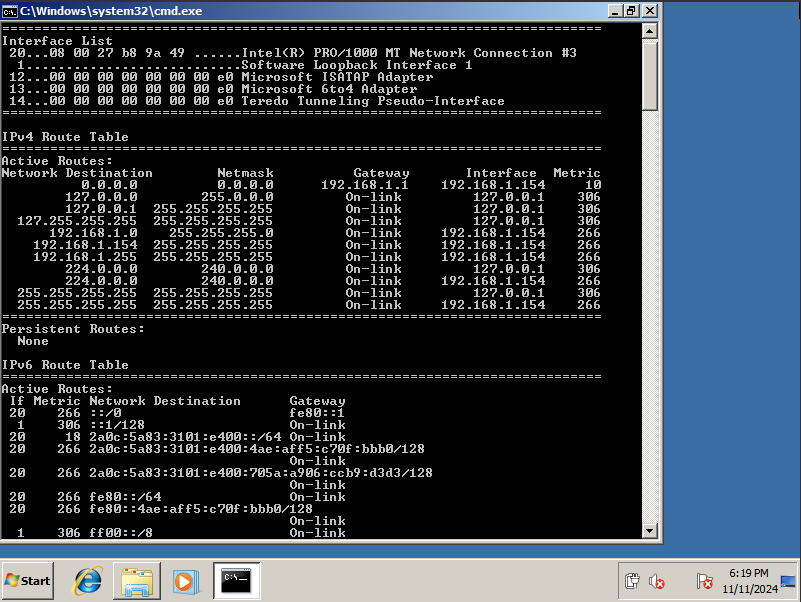 C:\Windows\system32\cmd.exe
===========================================================================
Interface List
 20...08 00 27 b8 9a 49 ......Intel(R) PRO/1000 MT Network Connection #3
  1...........................Software Loopback Interface 1
 12...00 00 00 00 00 00 00 e0 Microsoft ISATAP Adapter
 13...00 00 00 00 00 00 00 e0 Microsoft 6to4 Adapter
 14...00 00 00 00 00 00 00 e0 Teredo Tunneling Pseudo-Interface
===========================================================================
IPv4 Route Table
===========================================================================
Active Routes:
Network Destination        Netmask          Gateway       Interface  Metric
          0.0.0.0          0.0.0.0      192.168.1.1    192.168.1.154     10
        127.0.0.0        255.0.0.0         On-link         127.0.0.1    306
        127.0.0.1  255.255.255.255         On-link         127.0.0.1    306
  127.255.255.255  255.255.255.255         On-link         127.0.0.1    306
      192.168.1.0    255.255.255.0         On-link     192.168.1.154    266
    192.168.1.154  255.255.255.255         On-link     192.168.1.154    266
    192.168.1.255  255.255.255.255         On-link     192.168.1.154    266
        224.0.0.0        240.0.0.0         On-link         127.0.0.1    306
        224.0.0.0        240.0.0.0         On-link     192.168.1.154    266
  255.255.255.255  255.255.255.255         On-link         127.0.0.1    306
  255.255.255.255  255.255.255.255         On-link     192.168.1.154    266
===========================================================================
Persistent Routes:
  None
IPv6 Route Table
===========================================================================
Active Routes:
 If Metric Network Destination      Gateway
 20    266 ::/0                     fe80::1
  1    306 ::1/128                  On-link
 20     18 2a0c:5a83:3101:e400::/64 On-link
 20    266 2a0c:5a83:3101:e400:4ae:aff5:c70f:bbb0/128
                                    On-link
 20    266 2a0c:5a83:3101:e400:705a:a906:ccb9:d3d3/128
                                    On-link
 20    266 fe80::/64                On-link
 20    266 fe80::4ae:aff5:c70f:bbb0/128
                                    On-link
  1    306 ff00::/8                 On-link
Start
C:\_
6:19 PM
11/11/2024